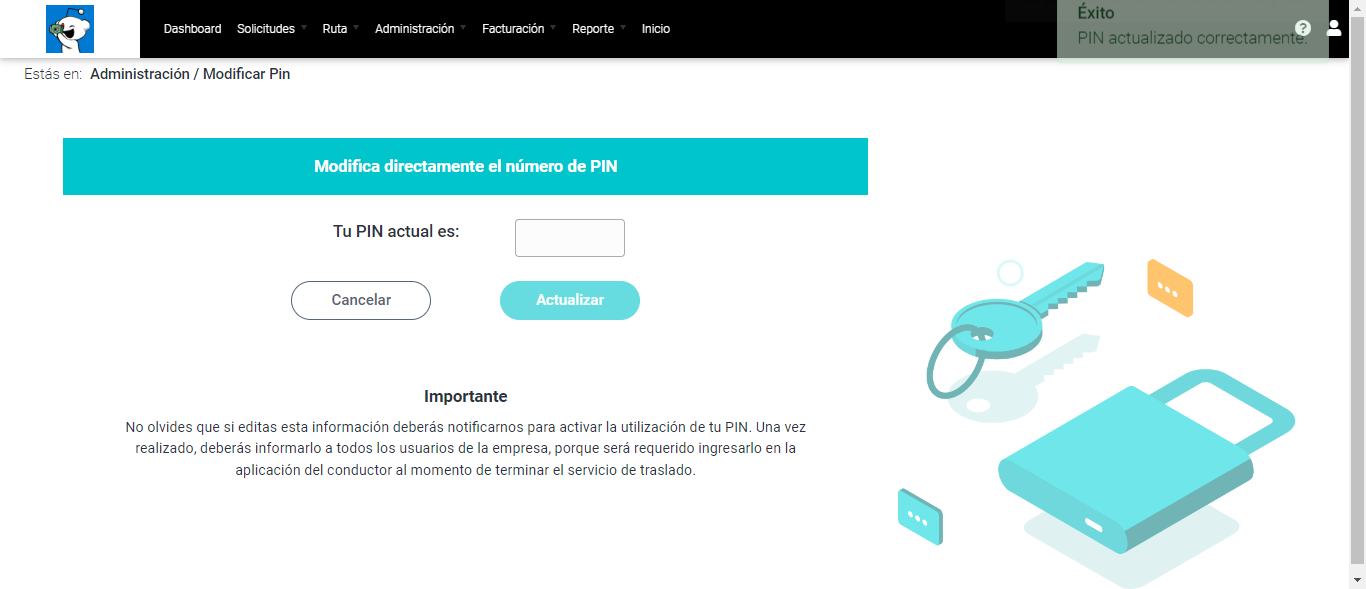 Dashboard Solicitudes Ruta Administración Facturación Reporte Inicio
Éxito
PIN actualizado correctamente.
?
Estás en: Administración / Modificar Pin
Modifica directamente el número de PIN
Tu PIN actual es:
Cancelar Actualizar
Importante
No olvides que si editas esta información deberás notificarnos para activar la utilización de tu PIN. Una vez
realizado, deberás informarlo a todos los usuarios de la empresa, porque será requerido ingresarlo en la
aplicación del conductor al momento de terminar el servicio de traslado.